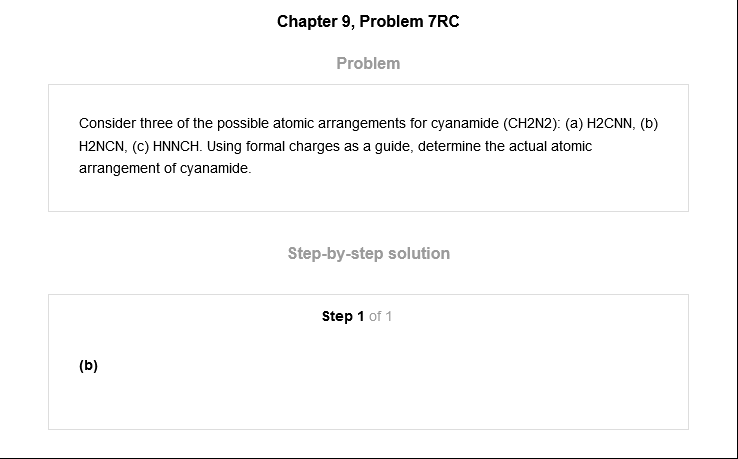 Chapter 9, Problem 7RC
Problem
Consider three of the possible atomic arrangements for cyanamide (CH2N2): (a) H2CNN, (b)
H2NCN, (c) HNNCH. Using formal charges as a guide, determine the actual atomic
arrangement of cyanamide.
Step-by-step solution
Step 1 of 1
(b)